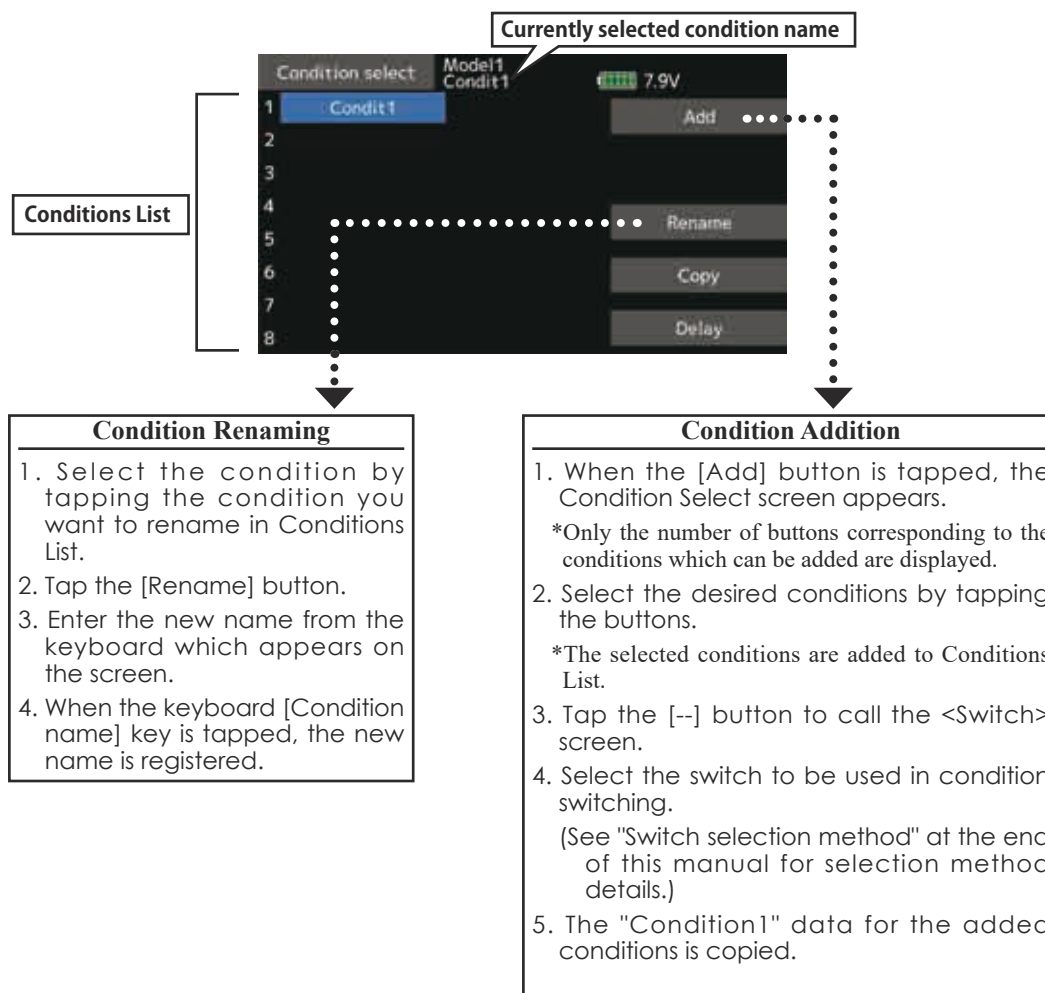 Currently selected condition name
Condition select
Model1
Condit1
7.9V
1 Condit1
Add
2
3
4
Rename
5
6
Copy
7
8
Delay
Conditions List
Condition Renaming
1. Select the condition by
tapping the condition you
want to rename in Conditions
List.
2. Tap the [Rename] button.
3. Enter the new name from the
keyboard which appears on
the screen.
4. When the keyboard [Condition
name] key is tapped, the new
name is registered.
Condition Addition
1. When the [Add] button is tapped, the
Condition Select screen appears.
*Only the number of buttons corresponding to the
conditions which can be added are displayed.
2. Select the desired conditions by tapping
the buttons.
*The selected conditions are added to Conditions
List.
3. Tap the [--] button to call the <Switch>
screen.
4. Select the switch to be used in condition
switching.
(See "Switch selection method" at the end
of this manual for selection method
details.)
5. The "Condition1" data for the added
conditions is copied.